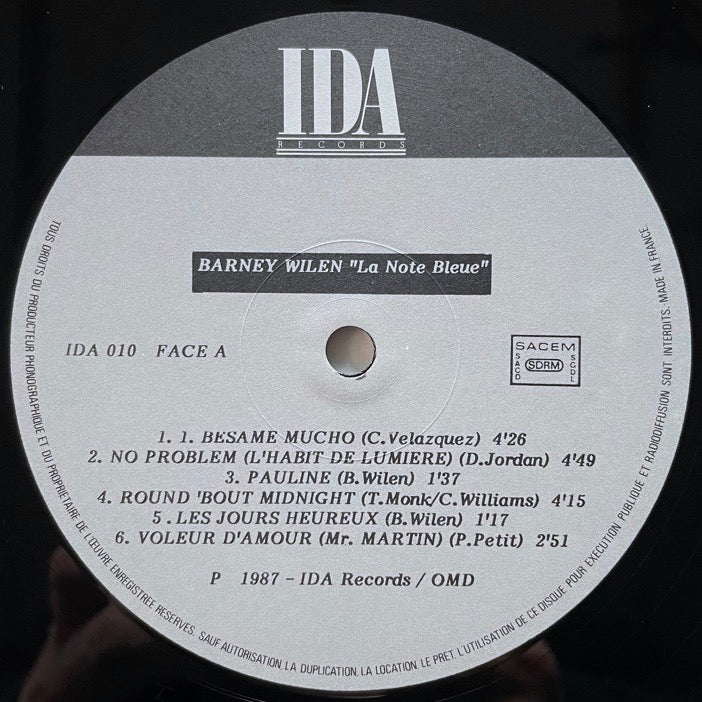 IDA
RECORDS
BARNEY WILEN "La Note Bleue"
IDA 010 FACE A
SACEM
SACD
SDRM
SGDL
1. 1. BESAME MUCHO (C.Velazquez) 4'26
2. NO PROBLEM (L'HABIT DE LUMIERE) (D.Jordan) 4'49
3. PAULINE (B.Wilen) 1'37
4. ROUND 'BOUT MIDNIGHT (T.Monk/C.Williams) 4'15
5. LES JOURS HEUREUX (B.Wilen) 1'17
6. VOLEUR D'AMOUR (Mr. MARTIN) (P.Petit) 2'51
P 1987 - IDA Records / OMD
TOUS DROITS DU PRODUCTEUR PHONOGRAPHIQUE ET DU PROPRIETAIRE DE L'ŒUVRE ENREGISTREE RESERVES. SAUF AUTORISATION, LA DUPLICATION, LA LOCATION, LE PRET, L'UTILISATION DE CE DISQUE POUR EXECUTION PUBLIQUE ET RADIODIFFUSION SONT INTERDITS. MADE IN FRANCE